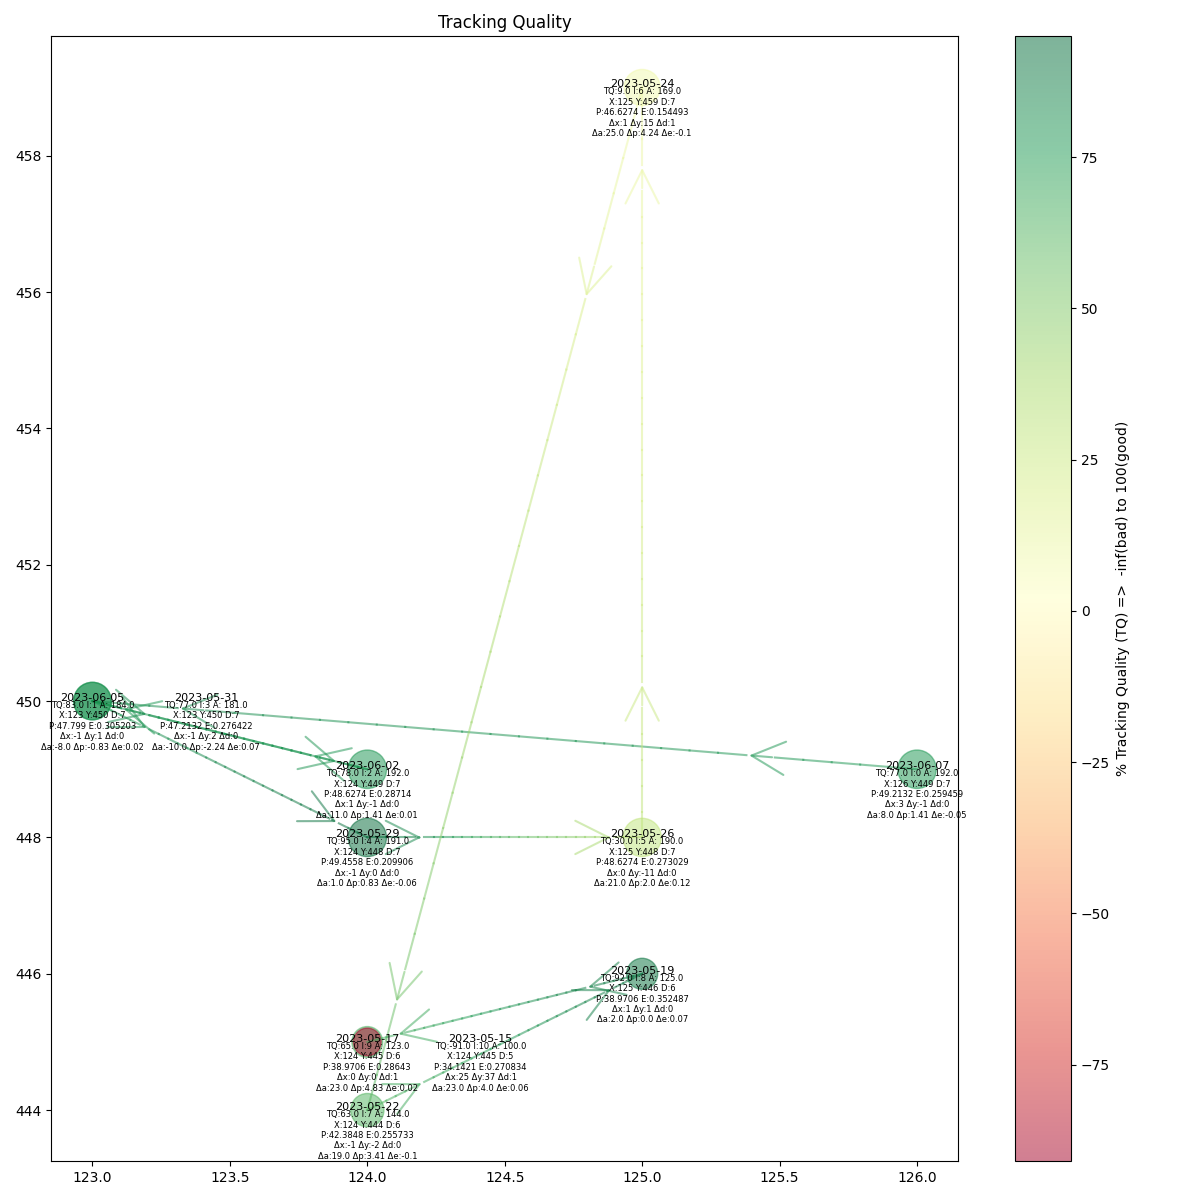 Tracking Quality
2023-05-24
TQ:9.0 I:6 A: 169.0
X:125 Y:459 D:7
P:46.6274 E:0.154493
Δx:1 Δy:15 Δd:1
Δa:25.0 Δp:4.24 Δe:-0.1
2023-06-05
TQ:83.0 I:1 A: 184.0
X:123 Y:450 D:7
P:47.799 E:0.305203
Δx:-1 Δy:1 Δd:0
Δa:-8.0 Δp:-0.83 Δe:0.02
2023-05-31
TQ:77.0 I:3 A: 181.0
X:123 Y:450 D:7
P:47.2132 E:0.276422
Δx:-1 Δy:2 Δd:0
Δa:-10.0 Δp:-2.24 Δe:0.07
2023-06-02
TQ:78.0 I:2 A: 192.0
X:124 Y:449 D:7
P:48.6274 E:0.28714
Δx:1 Δy:-1 Δd:0
Δa:11.0 Δp:1.41 Δe:0.01
2023-06-07
TQ:77.0 I:0 A: 192.0
X:126 Y:449 D:7
P:49.2132 E:0.259459
Δx:3 Δy:-1 Δd:0
Δa:8.0 Δp:1.41 Δe:-0.05
2023-05-29
TQ:95.0 I:4 A: 191.0
X:124 Y:448 D:7
P:49.4558 E:0.209906
Δx:-1 Δy:0 Δd:0
Δa:1.0 Δp:0.83 Δe:-0.06
2023-05-26
TQ:30.0 I:5 A: 190.0
X:125 Y:448 D:7
P:48.6274 E:0.273029
Δx:0 Δy:-11 Δd:0
Δa:21.0 Δp:2.0 Δe:0.12
2023-05-19
TQ:92.0 I:8 A: 125.0
X:125 Y:446 D:6
P:38.9706 E:0.352487
Δx:1 Δy:1 Δd:0
Δa:2.0 Δp:0.0 Δe:0.07
2023-05-17
TQ:65.0 I:9 A: 123.0
X:124 Y:445 D:6
P:38.9706 E:0.28643
Δx:0 Δy:0 Δd:1
Δa:23.0 Δp:4.83 Δe:0.02
2023-05-15
TQ:-91.0 I:10 A: 100.0
X:124 Y:445 D:5
P:34.1421 E:0.270834
Δx:25 Δy:37 Δd:1
Δa:23.0 Δp:4.0 Δe:0.06
2023-05-22
TQ:63.0 I:7 A: 144.0
X:124 Y:444 D:6
P:42.3848 E:0.255733
Δx:-1 Δy:-2 Δd:0
Δa:19.0 Δp:3.41 Δe:-0.1
458
456
454
452
450
448
446
444
123.0
123.5
124.0
124.5
125.0
125.5
126.0
75
50
25
0
−25
−50
−75
% Tracking Quality (TQ) =>  -inf(bad) to 100(good)